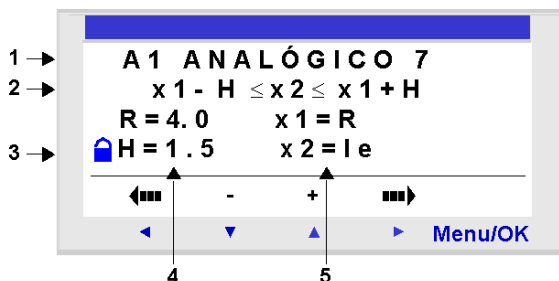 1 A1 ANALÓGICO 7
2 x1 - H ≤ x2 ≤ x1 + H
R = 4.0 x1 = R
3 H = 1.5 x2 = I e
- +
Menu/OK
4 5